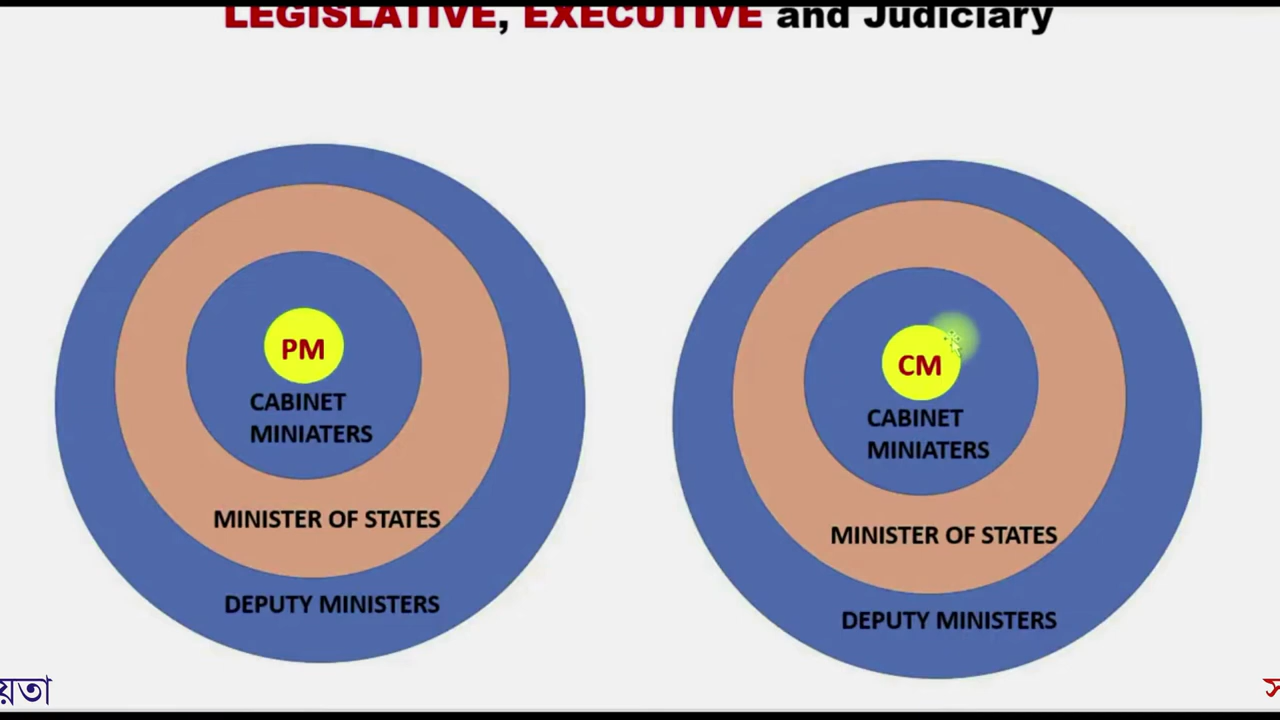 LEGISLATIVE, EXECUTIVE and Judiciary
PM
CABINET
MINIATERS
MINISTER OF STATES
DEPUTY MINISTERS
CM
CABINET
MINIATERS
MINISTER OF STATES
DEPUTY MINISTERS